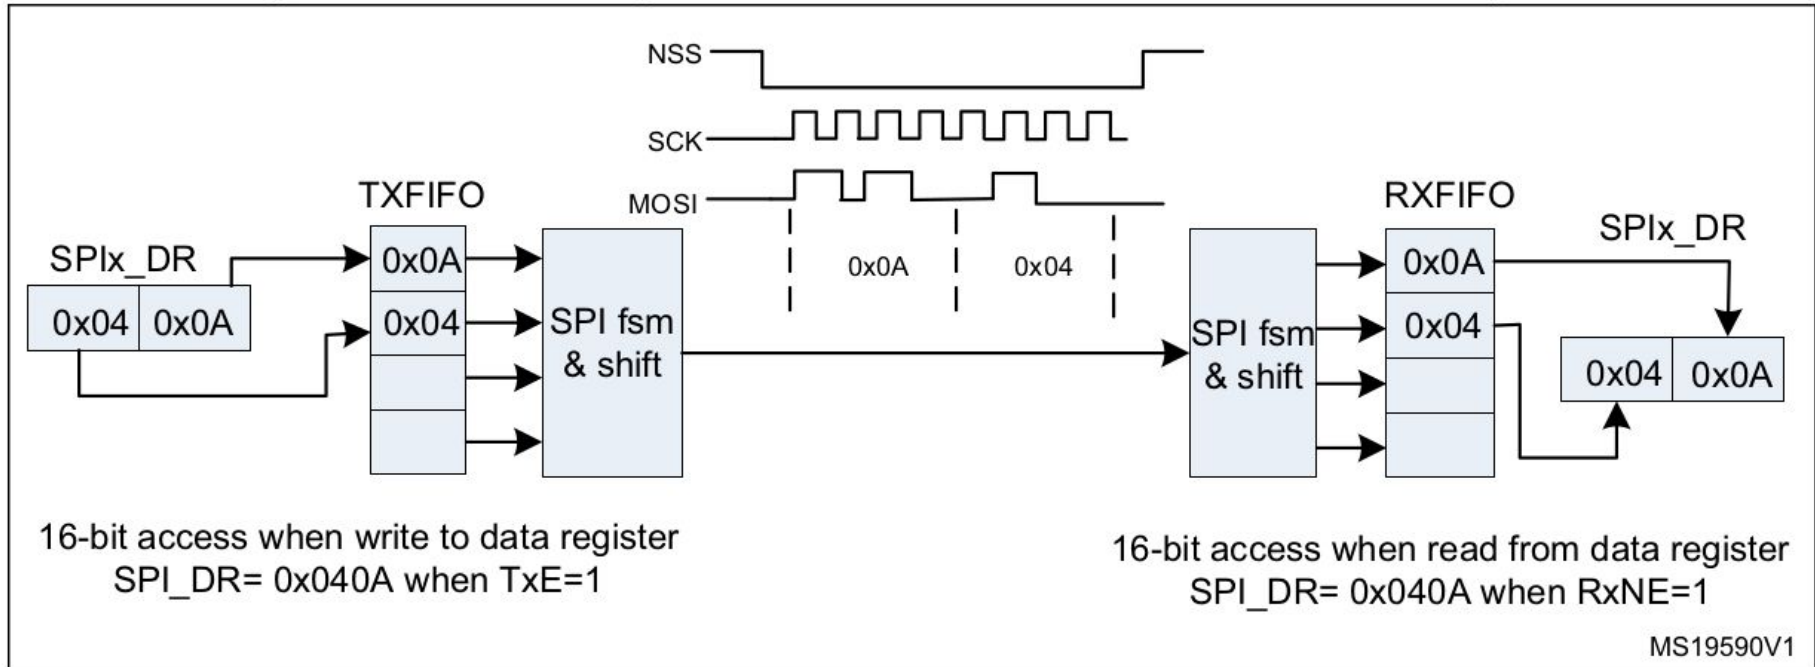 NSS
SCK
MOSI
0x0A
0x04
TXFIFO
SPIx_DR
0x04 0x0A
0x0A
0x04
SPI fsm
& shift
SPI fsm
& shift
RXFIFO
0x0A
0x04
SPIx_DR
0x04 0x0A
16-bit access when write to data register
SPI_DR= 0x040A when TxE=1
16-bit access when read from data register
SPI_DR= 0x040A when RxNE=1
MS19590V1